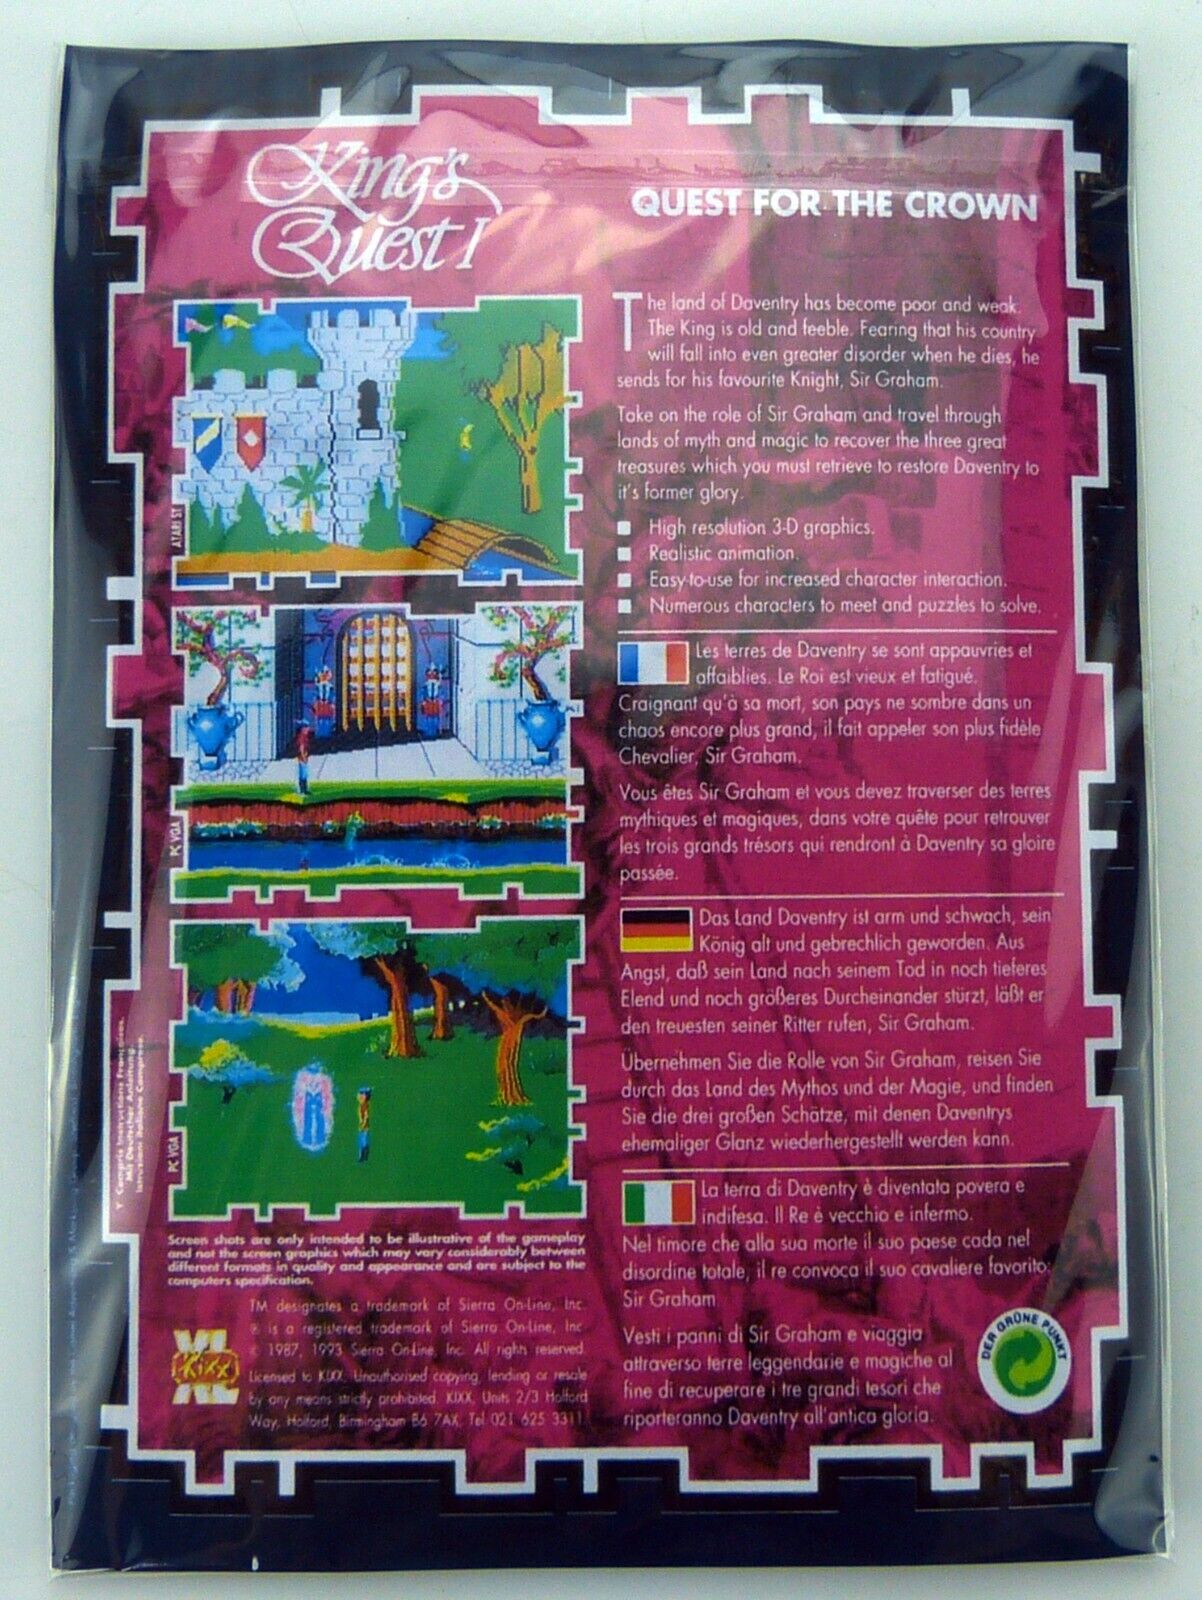 King's
Quest I
QUEST FOR THE CROWN
The land of Daventry has become poor and weak.
The King is old and feeble. Fearing that his country
will fall into even greater disorder when he dies, he
sends for his favourite Knight, Sir Graham.
Take on the role of Sir Graham and travel through
lands of myth and magic to recover the three great
treasures which you must retrieve to restore Daventry to
it's former glory.
High resolution 3-D graphics.
Realistic animation.
Easy-to-use for increased character interaction.
Numerous characters to meet and puzzles to solve.
Les terres de Daventry se sont appauvries et
affaiblies. Le Roi est vieux et fatigué.
Craignant qu'à sa mort, son pays ne sombre dans un
chaos encore plus grand, il fait appeler son plus fidèle
Chevalier, Sir Graham.
Vous êtes Sir Graham et vous devez traverser des terres
mythiques et magiques, dans votre quête pour retrouver
les trois grands trésors qui rendront à Daventry sa gloire
passée.
Das Land Daventry ist arm und schwach, sein
König alt und gebrechlich geworden. Aus
Angst, daß sein Land nach seinem Tod in noch tieferes
Elend und noch größeres Durcheinander stürzt, läßt er
den treuesten seiner Ritter rufen, Sir Graham.
Übernehmen Sie die Rolle von Sir Graham, reisen Sie
durch das Land des Mythos und der Magie, und finden
Sie die drei großen Schätze, mit denen Daventrys
ehemaliger Glanz wiederhergestellt werden kann.
La terra di Daventry è diventata povera e
indifesa. Il Re è vecchio e infermo.
Nel timore che alla sua morte il suo paese cada nel
disordine totale, il re convoca il suo cavaliere favorito:
Sir Graham
Vesti i panni di Sir Graham e viaggia
attraverso terre leggendarie e magiche al
fine di recuperare i tre grandi tesori che
riporteranno Daventry all'antica gloria.
DER GRÜNE PUNKT
ATARI ST
PC VGA
PC VGA
Y Compris Instructions Françaises.
Mit Deutscher Anleitung.
Istruzioni Italiane Comprese.
Screen shots are only intended to be illustrative of the gameplay
and not the screen graphics which may vary considerably between
different formats in quality and appearance and are subject to the
computers specification.
TM designates a trademark of Sierra On-Line, Inc.
® is a registered trademark of Sierra On-Line, Inc.
© 1987, 1993 Sierra On-Line, Inc. All rights reserved.
Licensed to KIXX. Unauthorised copying, lending or resale
by any means strictly prohibited. KIXX, Units 2/3 Holford
Way, Holford, Birmingham B6 7AX. Tel 021 625 3311
KIXX
XL